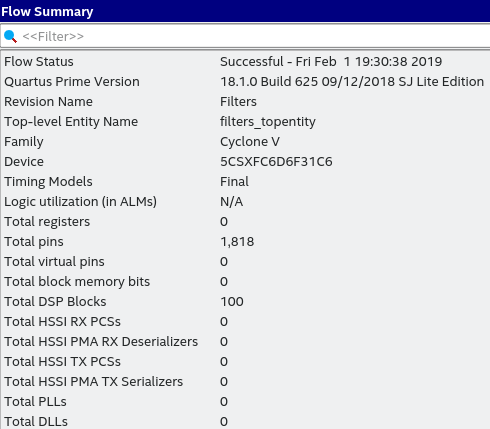 Flow Summary
<<Filter>>
Flow Status Successful - Fri Feb 1 19:30:38 2019
Quartus Prime Version 18.1.0 Build 625 09/12/2018 SJ Lite Edition
Revision Name Filters
Top-level Entity Name filters_topentity
Family Cyclone V
Device 5CSXFC6D6F31C6
Timing Models Final
Logic utilization (in ALMs) N/A
Total registers 0
Total pins 1,818
Total virtual pins 0
Total block memory bits 0
Total DSP Blocks 100
Total HSSI RX PCSs 0
Total HSSI PMA RX Deserializers 0
Total HSSI TX PCSs 0
Total HSSI PMA TX Serializers 0
Total PLLs 0
Total DLLs 0